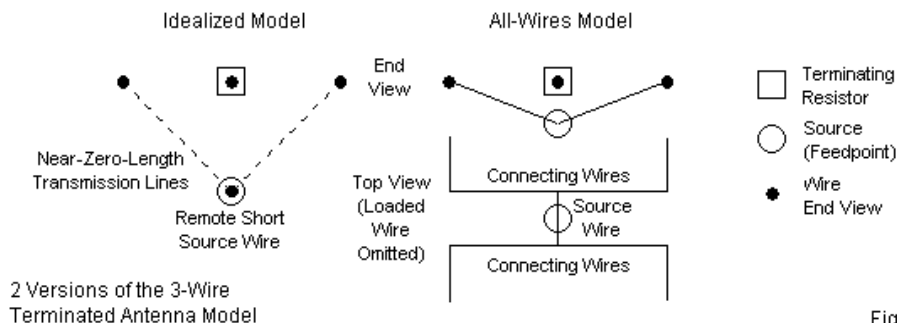 Idealized Model
All-Wires Model
End
View
Terminating
Resistor
Source
(Feedpoint)
Wire
End View
Near-Zero-Length
Transmission Lines
Remote Short
Source Wire
Top View
(Loaded
Wire
Omitted)
Connecting Wires
Source
Wire
Connecting Wires
2 Versions of the 3-Wire
Terminated Antenna Model
Fig